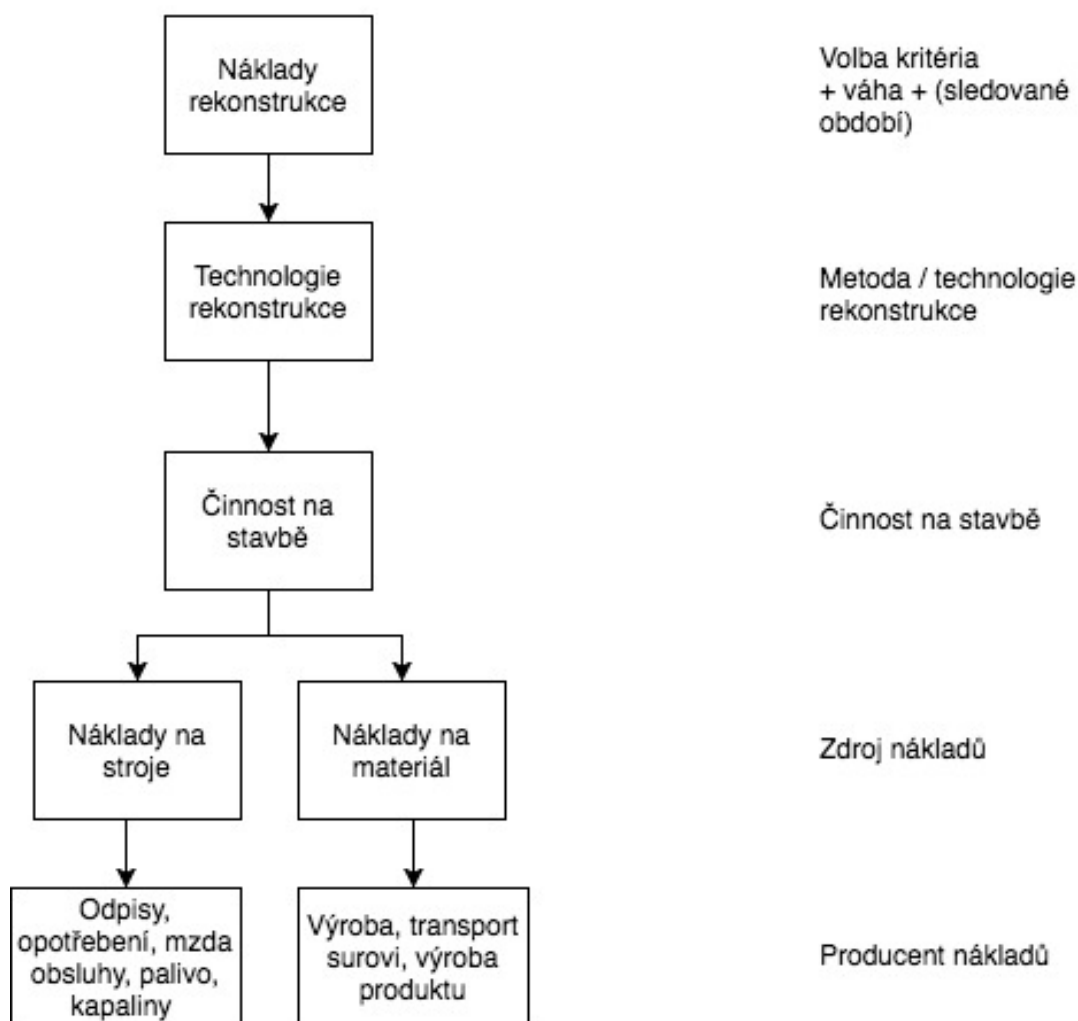 Náklady
rekonstrukce
Volba kritéria
+ váha + (sledované
období)
Technologie
rekonstrukce
Metoda / technologie
rekonstrukce
Činnost na
stavbě
Činnost na stavbě
Náklady na
stroje
Náklady na
materiál
Zdroj nákladů
Odpisy,
opotřebení, mzda
obsluhy, palivo,
kapaliny
Výroba, transport
surovi, výroba
produktu
Producent nákladů